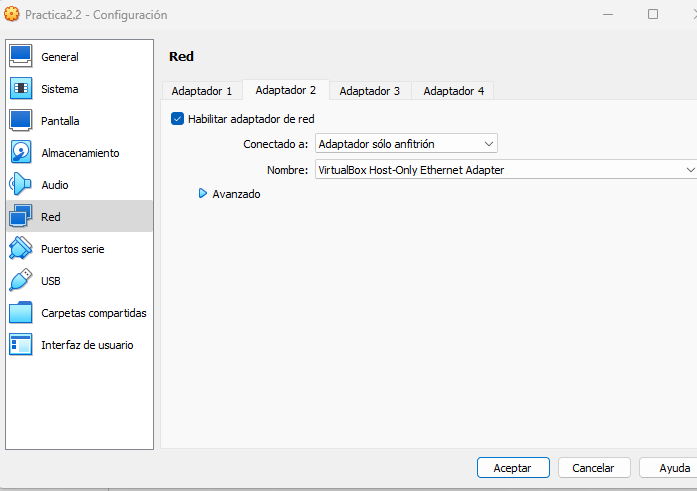 Practica2.2 - Configuración
General
Sistema
Pantalla
Almacenamiento
Audio
Red
Puertos serie
USB
Carpetas compartidas
Interfaz de usuario
Red
Adaptador 1 Adaptador 2 Adaptador 3 Adaptador 4
Habilitar adaptador de red
Conectado a: Adaptador sólo anfitrión
Nombre: VirtualBox Host-Only Ethernet Adapter
Avanzado
Aceptar Cancelar Ayuda